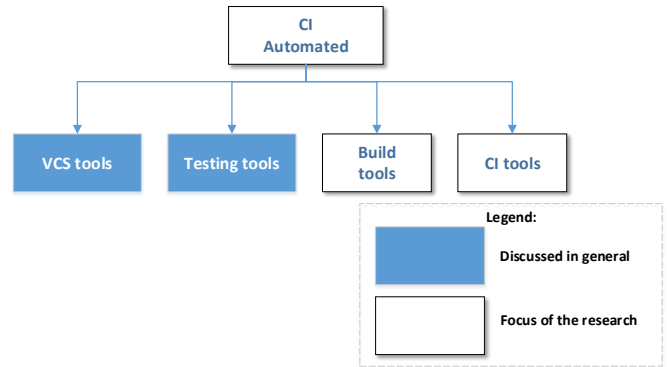 CI
Automated
VCS tools
Testing tools
Build
tools
CI tools
Legend:
Discussed in general
Focus of the research